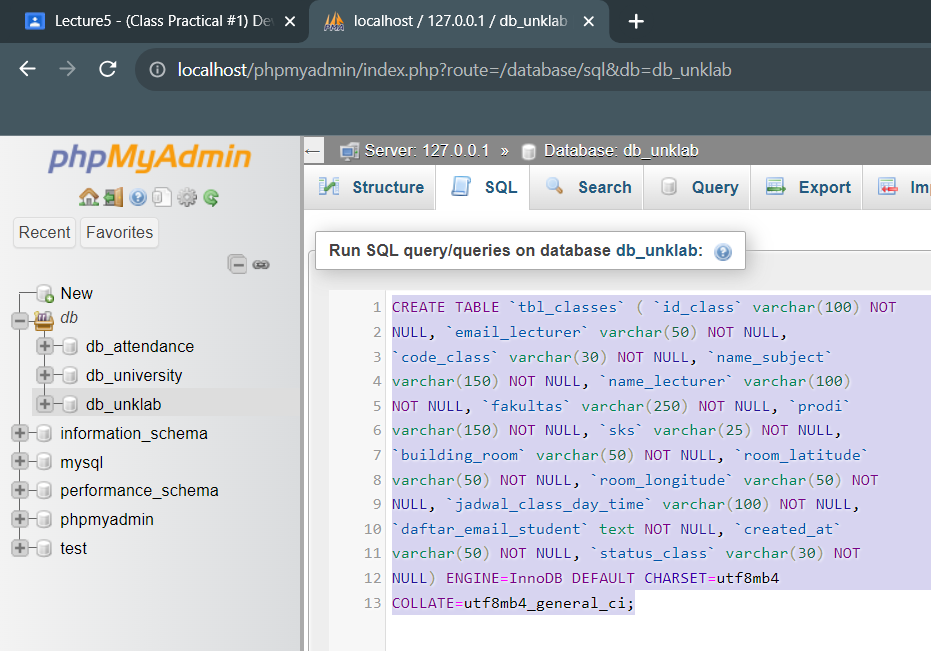 Lecture5 - (Class Practical #1) De
localhost / 127.0.0.1 / db_unklab
localhost/phpmyadmin/index.php?route=/database/sql&db=db_unklab
phpMyAdmin
Recent
Favorites
New
db
db_attendance
db_university
db_unklab
information_schema
mysql
performance_schema
phpmyadmin
test
Server: 127.0.0.1 » Database: db_unklab
Structure
SQL
Search
Query
Export
Im
Run SQL query/queries on database db_unklab:
1 CREATE TABLE `tbl_classes` ( `id_class` varchar(100) NOT
2 NULL, `email_lecturer` varchar(50) NOT NULL,
3 `code_class` varchar(30) NOT NULL, `name_subject`
4 varchar(150) NOT NULL, `name_lecturer` varchar(100)
5 NOT NULL, `fakultas` varchar(250) NOT NULL, `prodi`
6 varchar(150) NOT NULL, `sks` varchar(25) NOT NULL,
7 `building_room` varchar(50) NOT NULL, `room_latitude`
8 varchar(50) NOT NULL, `room_longitude` varchar(50) NOT
9 NULL, `jadwal_class_day_time` varchar(100) NOT NULL,
10 `daftar_email_student` text NOT NULL, `created_at`
11 varchar(50) NOT NULL, `status_class` varchar(30) NOT
12 NULL) ENGINE=InnoDB DEFAULT CHARSET=utf8mb4
13 COLLATE=utf8mb4_general_ci;